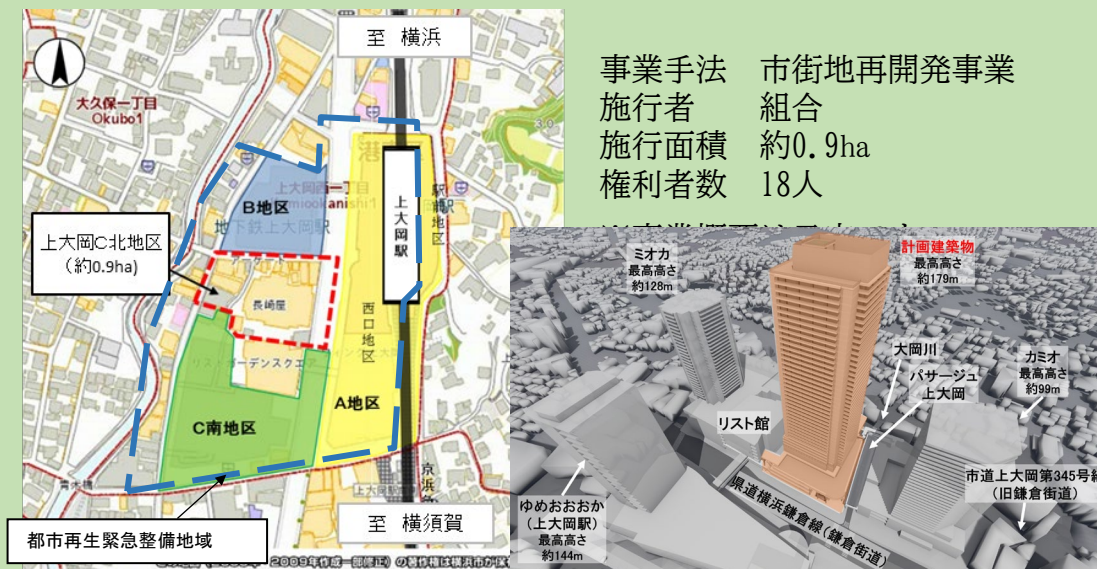 至 横浜
大久保一丁目
Okubo1
B地区
上大岡西一丁目
地下鉄上大岡駅
上大岡駅
上大岡C北地区
(約0.9ha)
長崎屋
西口地区
A地区
C南地区
青木橋
至 横須賀
都市再生緊急整備地域
事業手法 市街地再開発事業
施行者 組合
施行面積 約0.9ha
権利者数 18人
計画建築物
最高高さ
約179m
ミオカ
最高高さ
約128m
大岡川
パサージュ
上大岡
カミオ
最高高さ
約99m
リスト館
市道上大岡第345号線
(旧鎌倉街道)
県道横浜鎌倉線(鎌倉街道)
ゆめおおおか
(上大岡駅)
最高高さ
約144m